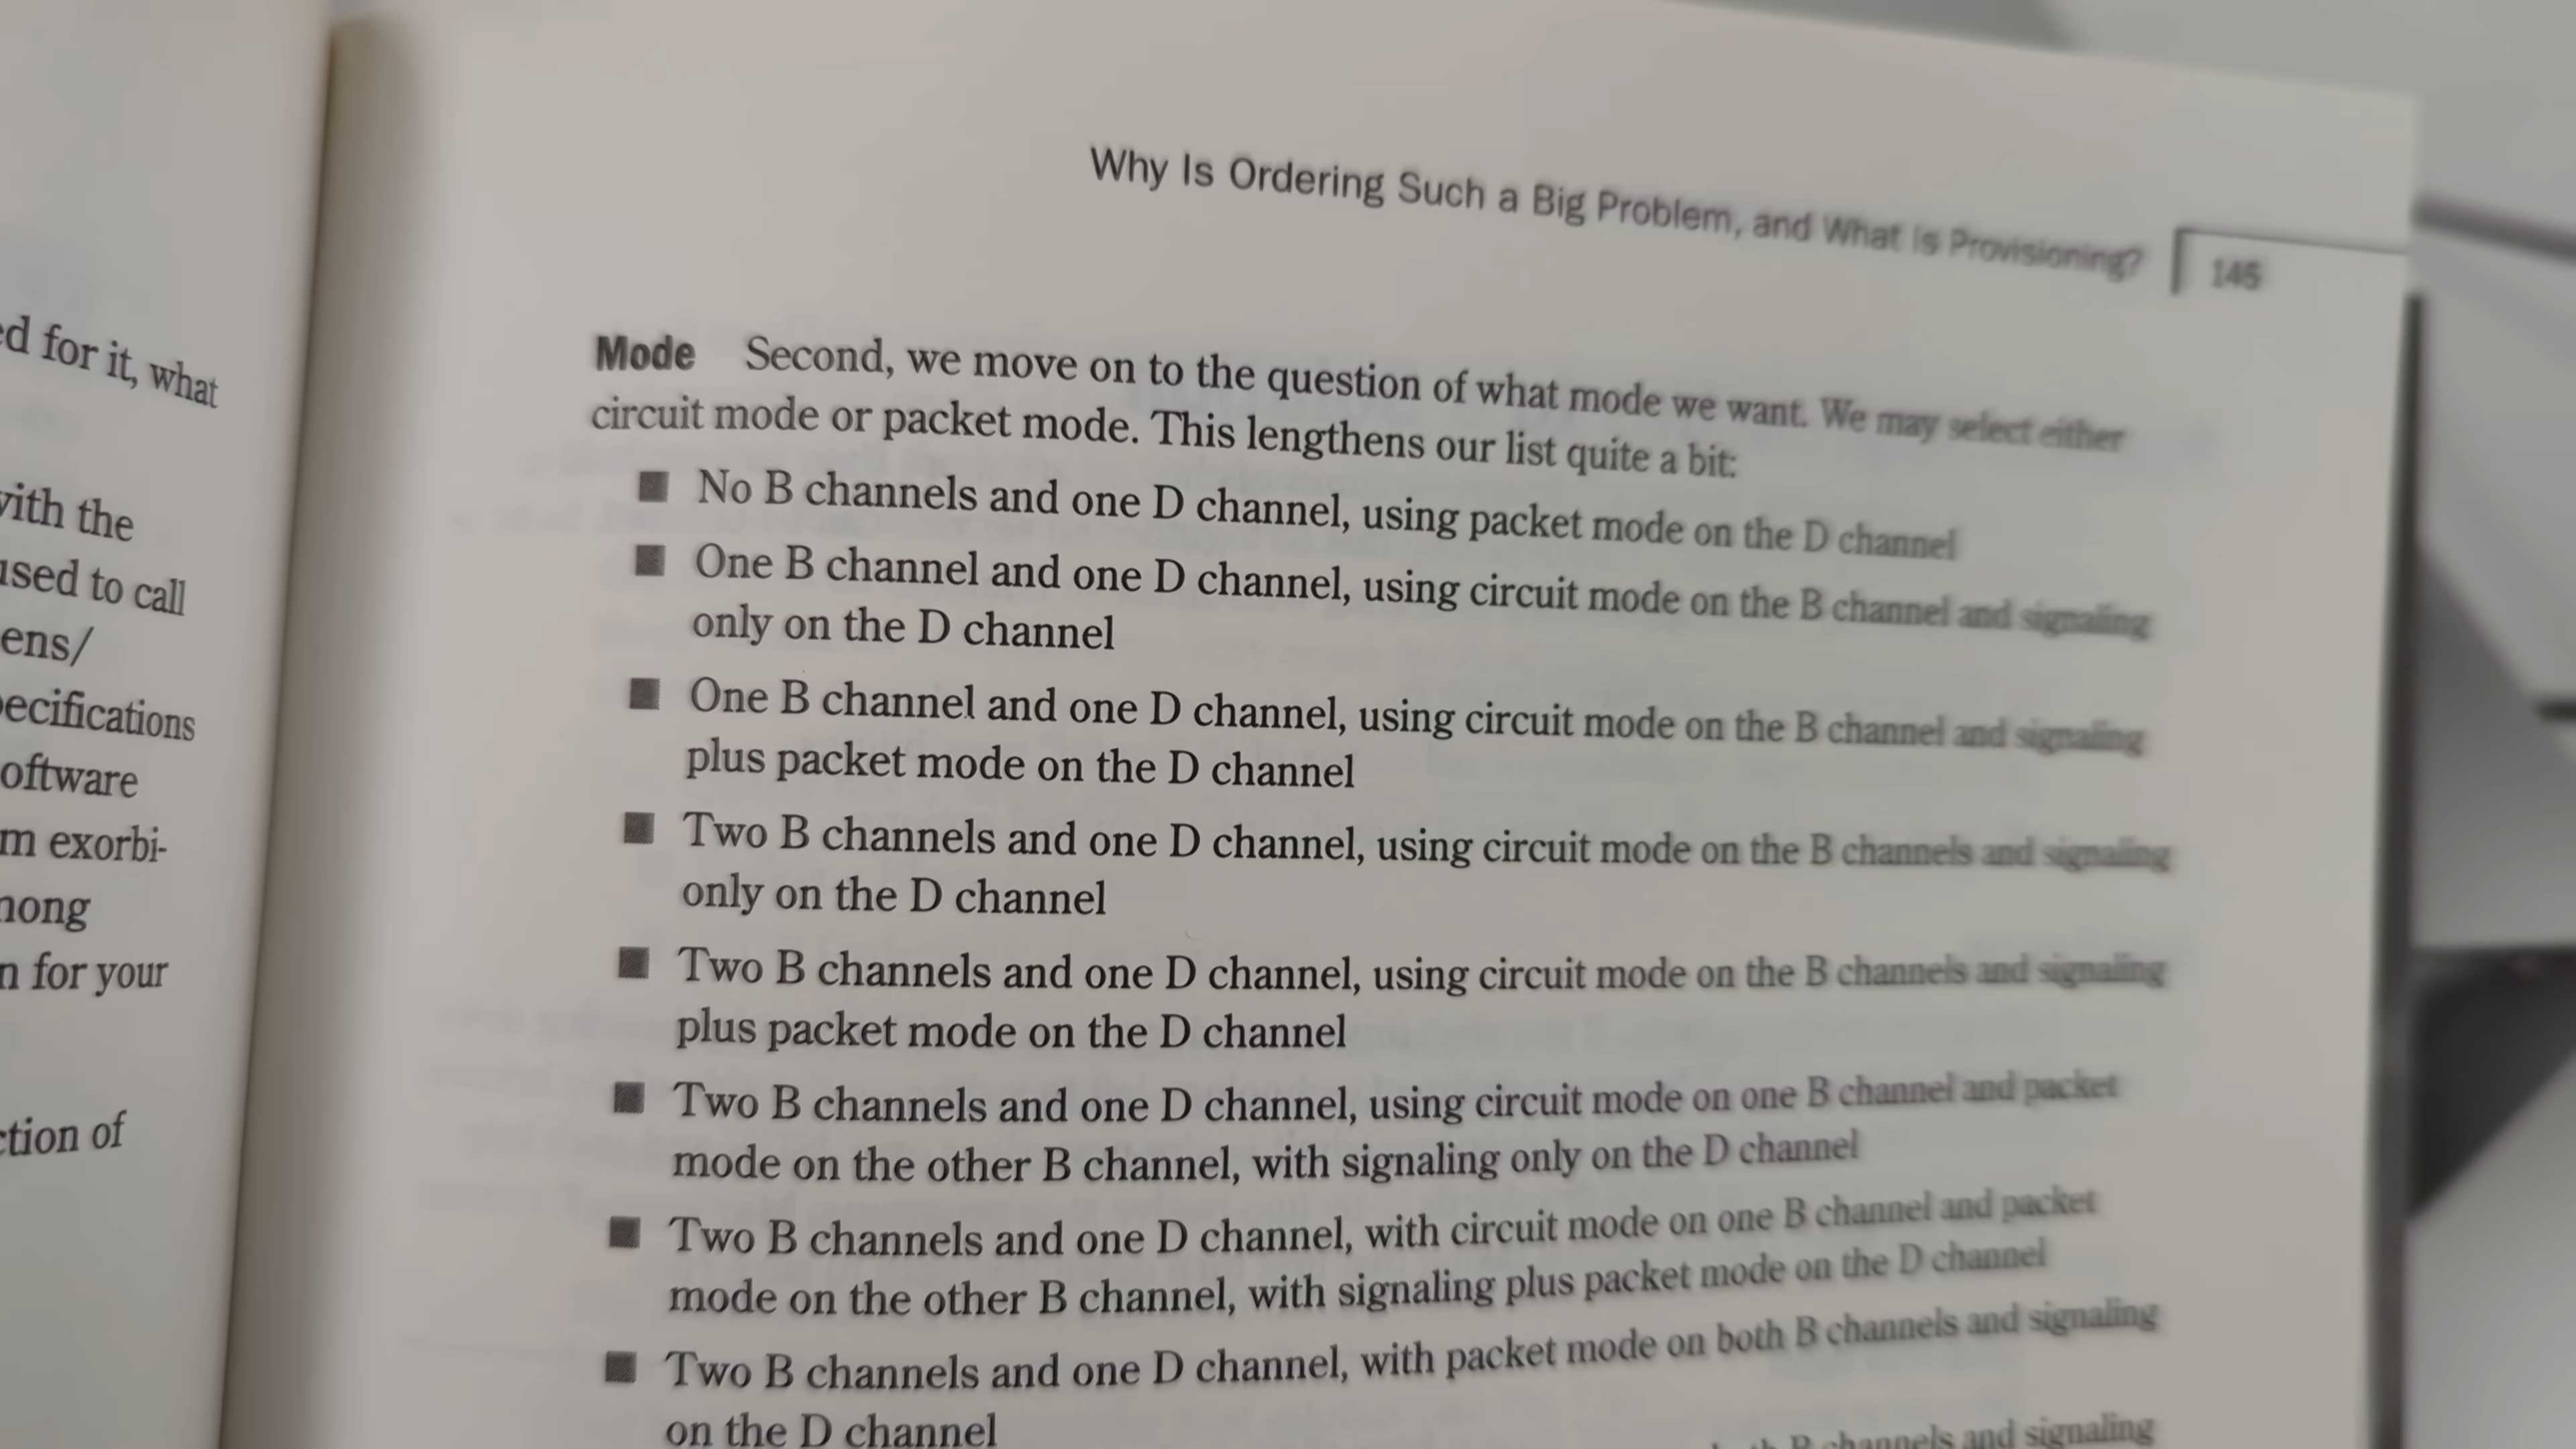 ed for it, what
with the
used to call
ens/
pecifications
oftware
m exorbi-
mong
n for your
ction of
Why Is Ordering Such a Big Problem, and What Is Provisioning?
145
Mode Second, we move on to the question of what mode we want. We may select either
circuit mode or packet mode. This lengthens our list quite a bit:
■ No B channels and one D channel, using packet mode on the D channel
■ One B channel and one D channel, using circuit mode on the B channel and signaling
only on the D channel
■ One B channel and one D channel, using circuit mode on the B channel and signaling
plus packet mode on the D channel
■ Two B channels and one D channel, using circuit mode on the B channels and signaling
only on the D channel
■ Two B channels and one D channel, using circuit mode on the B channels and signaling
plus packet mode on the D channel
■ Two B channels and one D channel, using circuit mode on one B channel and packet
mode on the other B channel, with signaling only on the D channel
■ Two B channels and one D channel, with circuit mode on one B channel and packet
mode on the other B channel, with signaling plus packet mode on the D channel
■ Two B channels and one D channel, with packet mode on both B channels and signaling
on the D channel
B channels and signaling